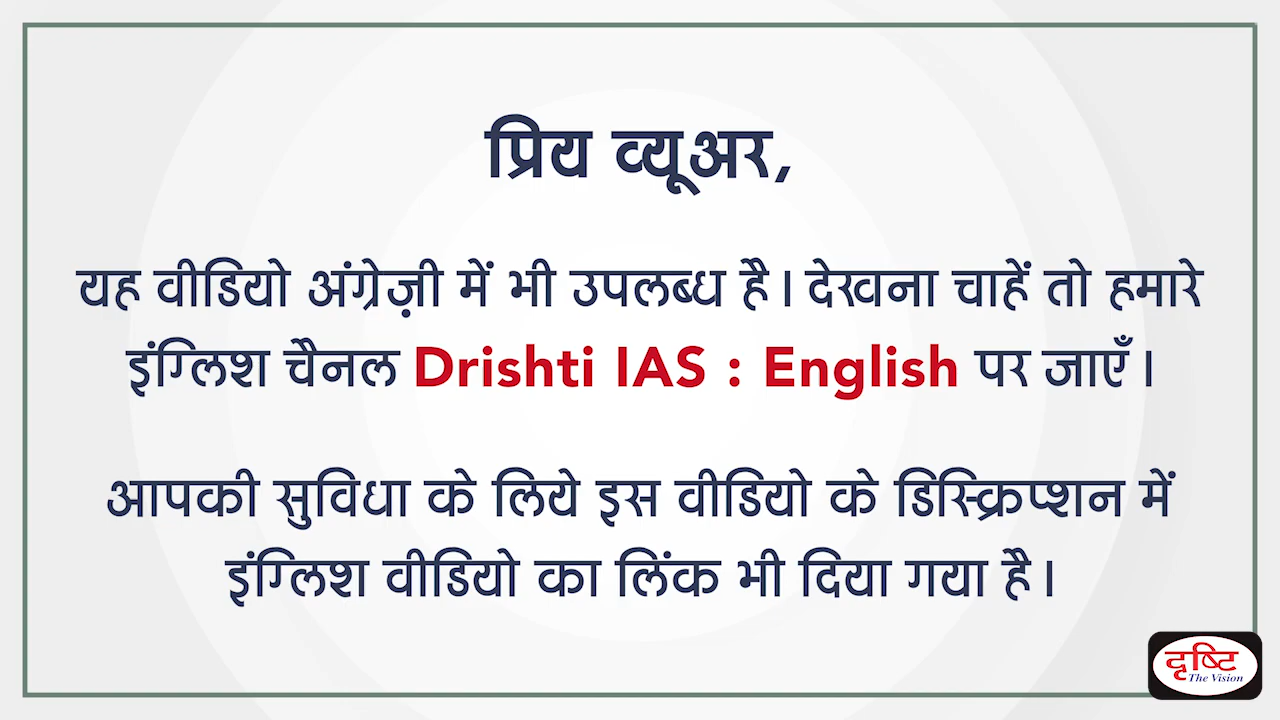 प्रिय व्यूअर,
यह वीडियो अंग्रेज़ी में भी उपलब्ध है। देखना चाहें तो हमारे
इंग्लिश चैनल Drishti IAS : English पर जाएँ।
आपकी सुविधा के लिये इस वीडियो के डिस्क्रिप्शन में
इंग्लिश वीडियो का लिंक भी दिया गया है।
दृष्टि
The Vision